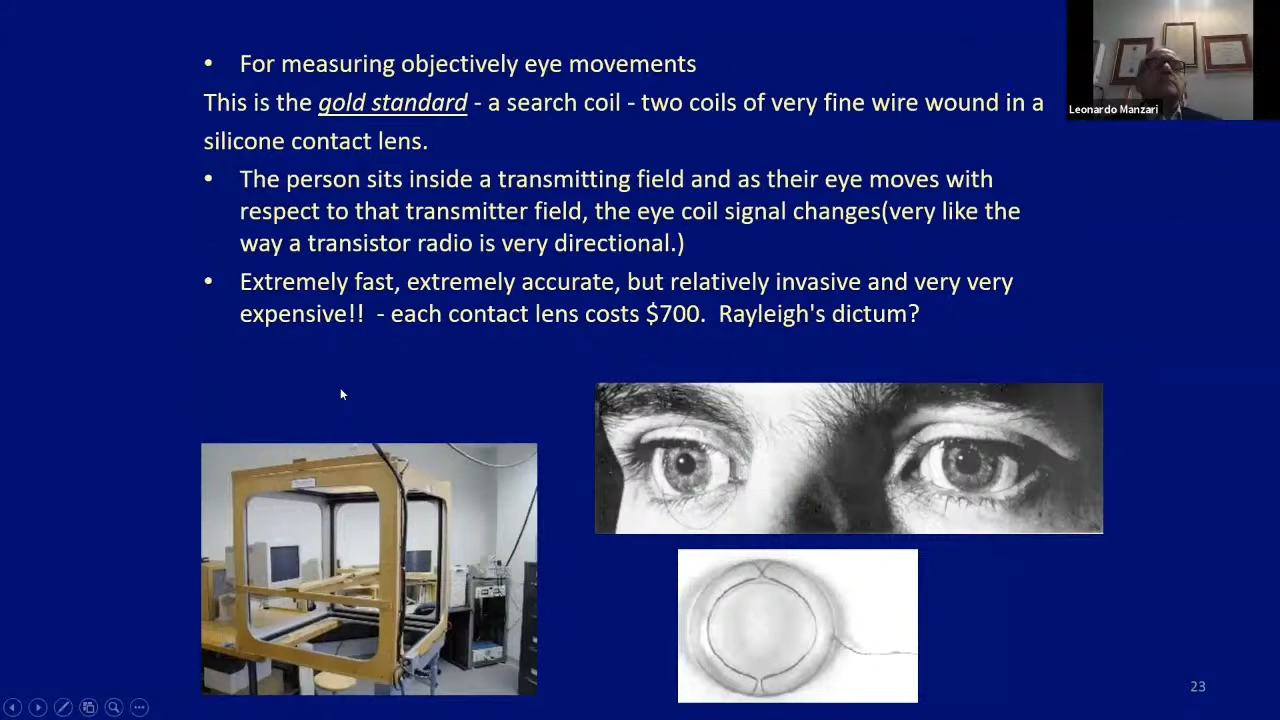 • For measuring objectively eye movements
This is the gold standard - a search coil - two coils of very fine wire wound in a
silicone contact lens.
• The person sits inside a transmitting field and as their eye moves with
respect to that transmitter field, the eye coil signal changes(very like the
way a transistor radio is very directional.)
• Extremely fast, extremely accurate, but relatively invasive and very very
expensive!!  - each contact lens costs $700.  Rayleigh's dictum?
Leonardo Manzari
23